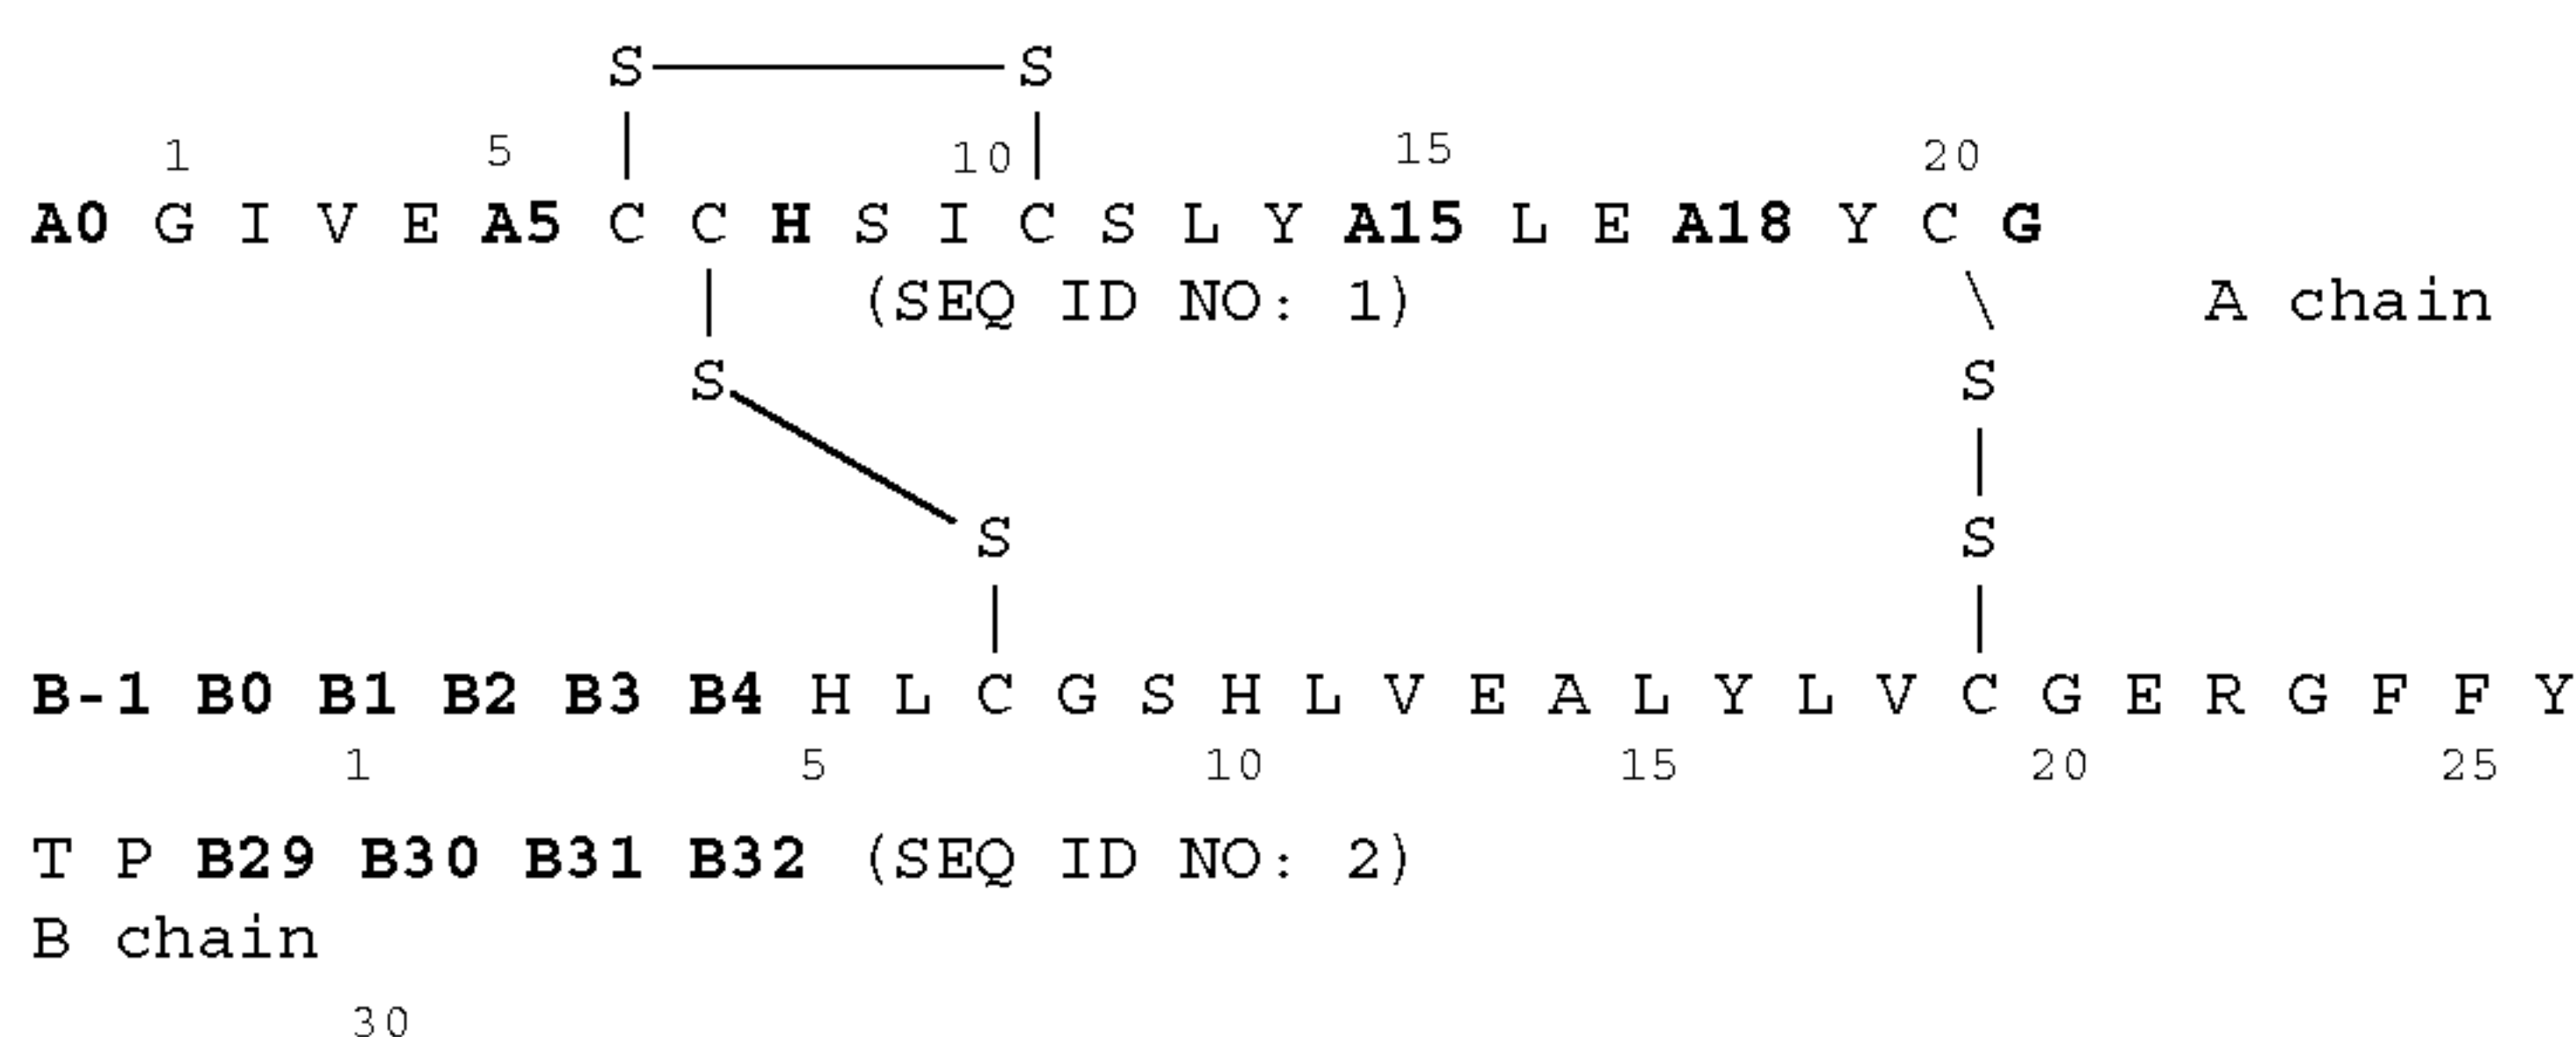 S S
1 5 10 15 20
A0 G I V E A5 C C H S I C S L Y A15 L E A18 Y C G
(SEQ ID NO: 1) A chain
S S
S S
B-1 B0 B1 B2 B3 B4 H L C G S H L V E A L Y L V C G E R G F F Y
1 5 10 15 20 25
T P B29 B30 B31 B32 (SEQ ID NO: 2)
B chain
30